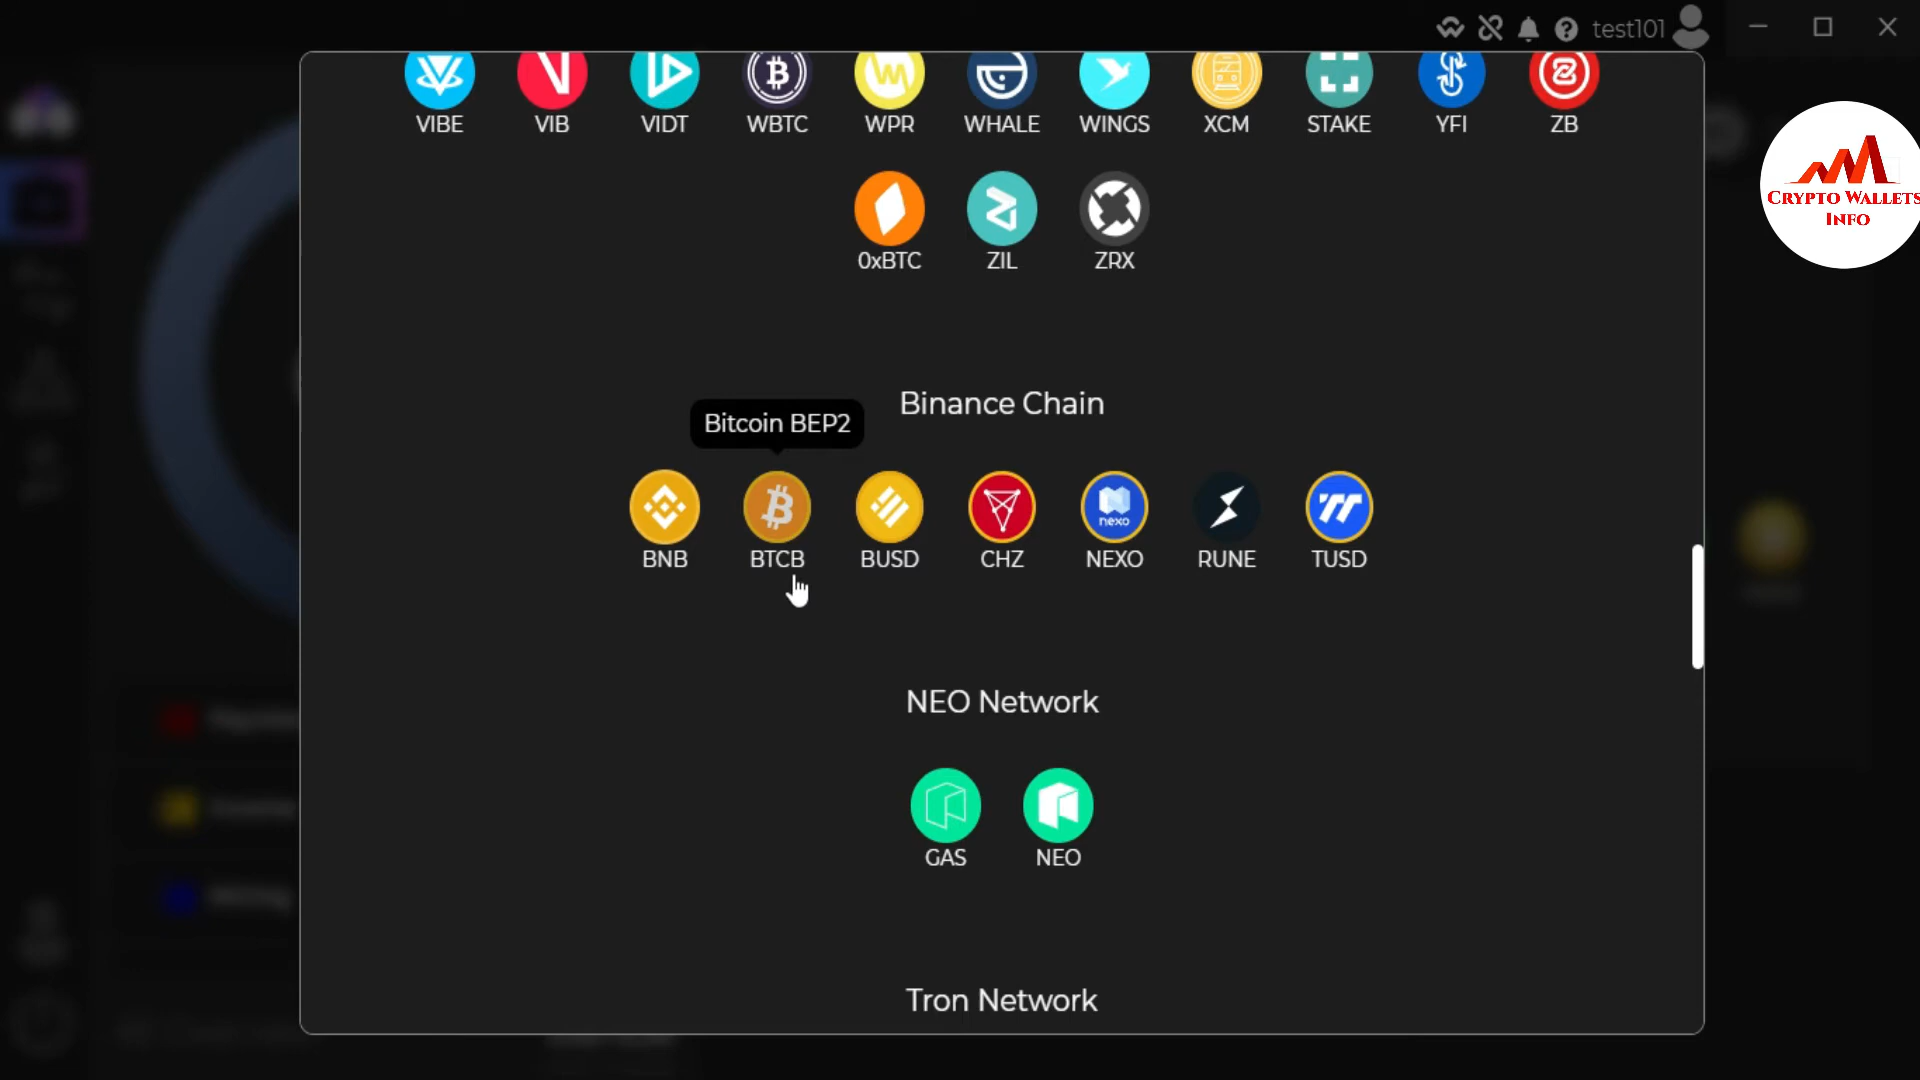 test101
VIBE VIB VIDT WBTC WPR WHALE WINGS XCM STAKE YFI ZB
CRYPTO WALLETS
INFO
0xBTC ZIL ZRX
Binance Chain
Bitcoin BEP2
nexo
BNB BTCB BUSD CHZ NEXO RUNE TUSD
NEO Network
GAS NEO
Tron Network